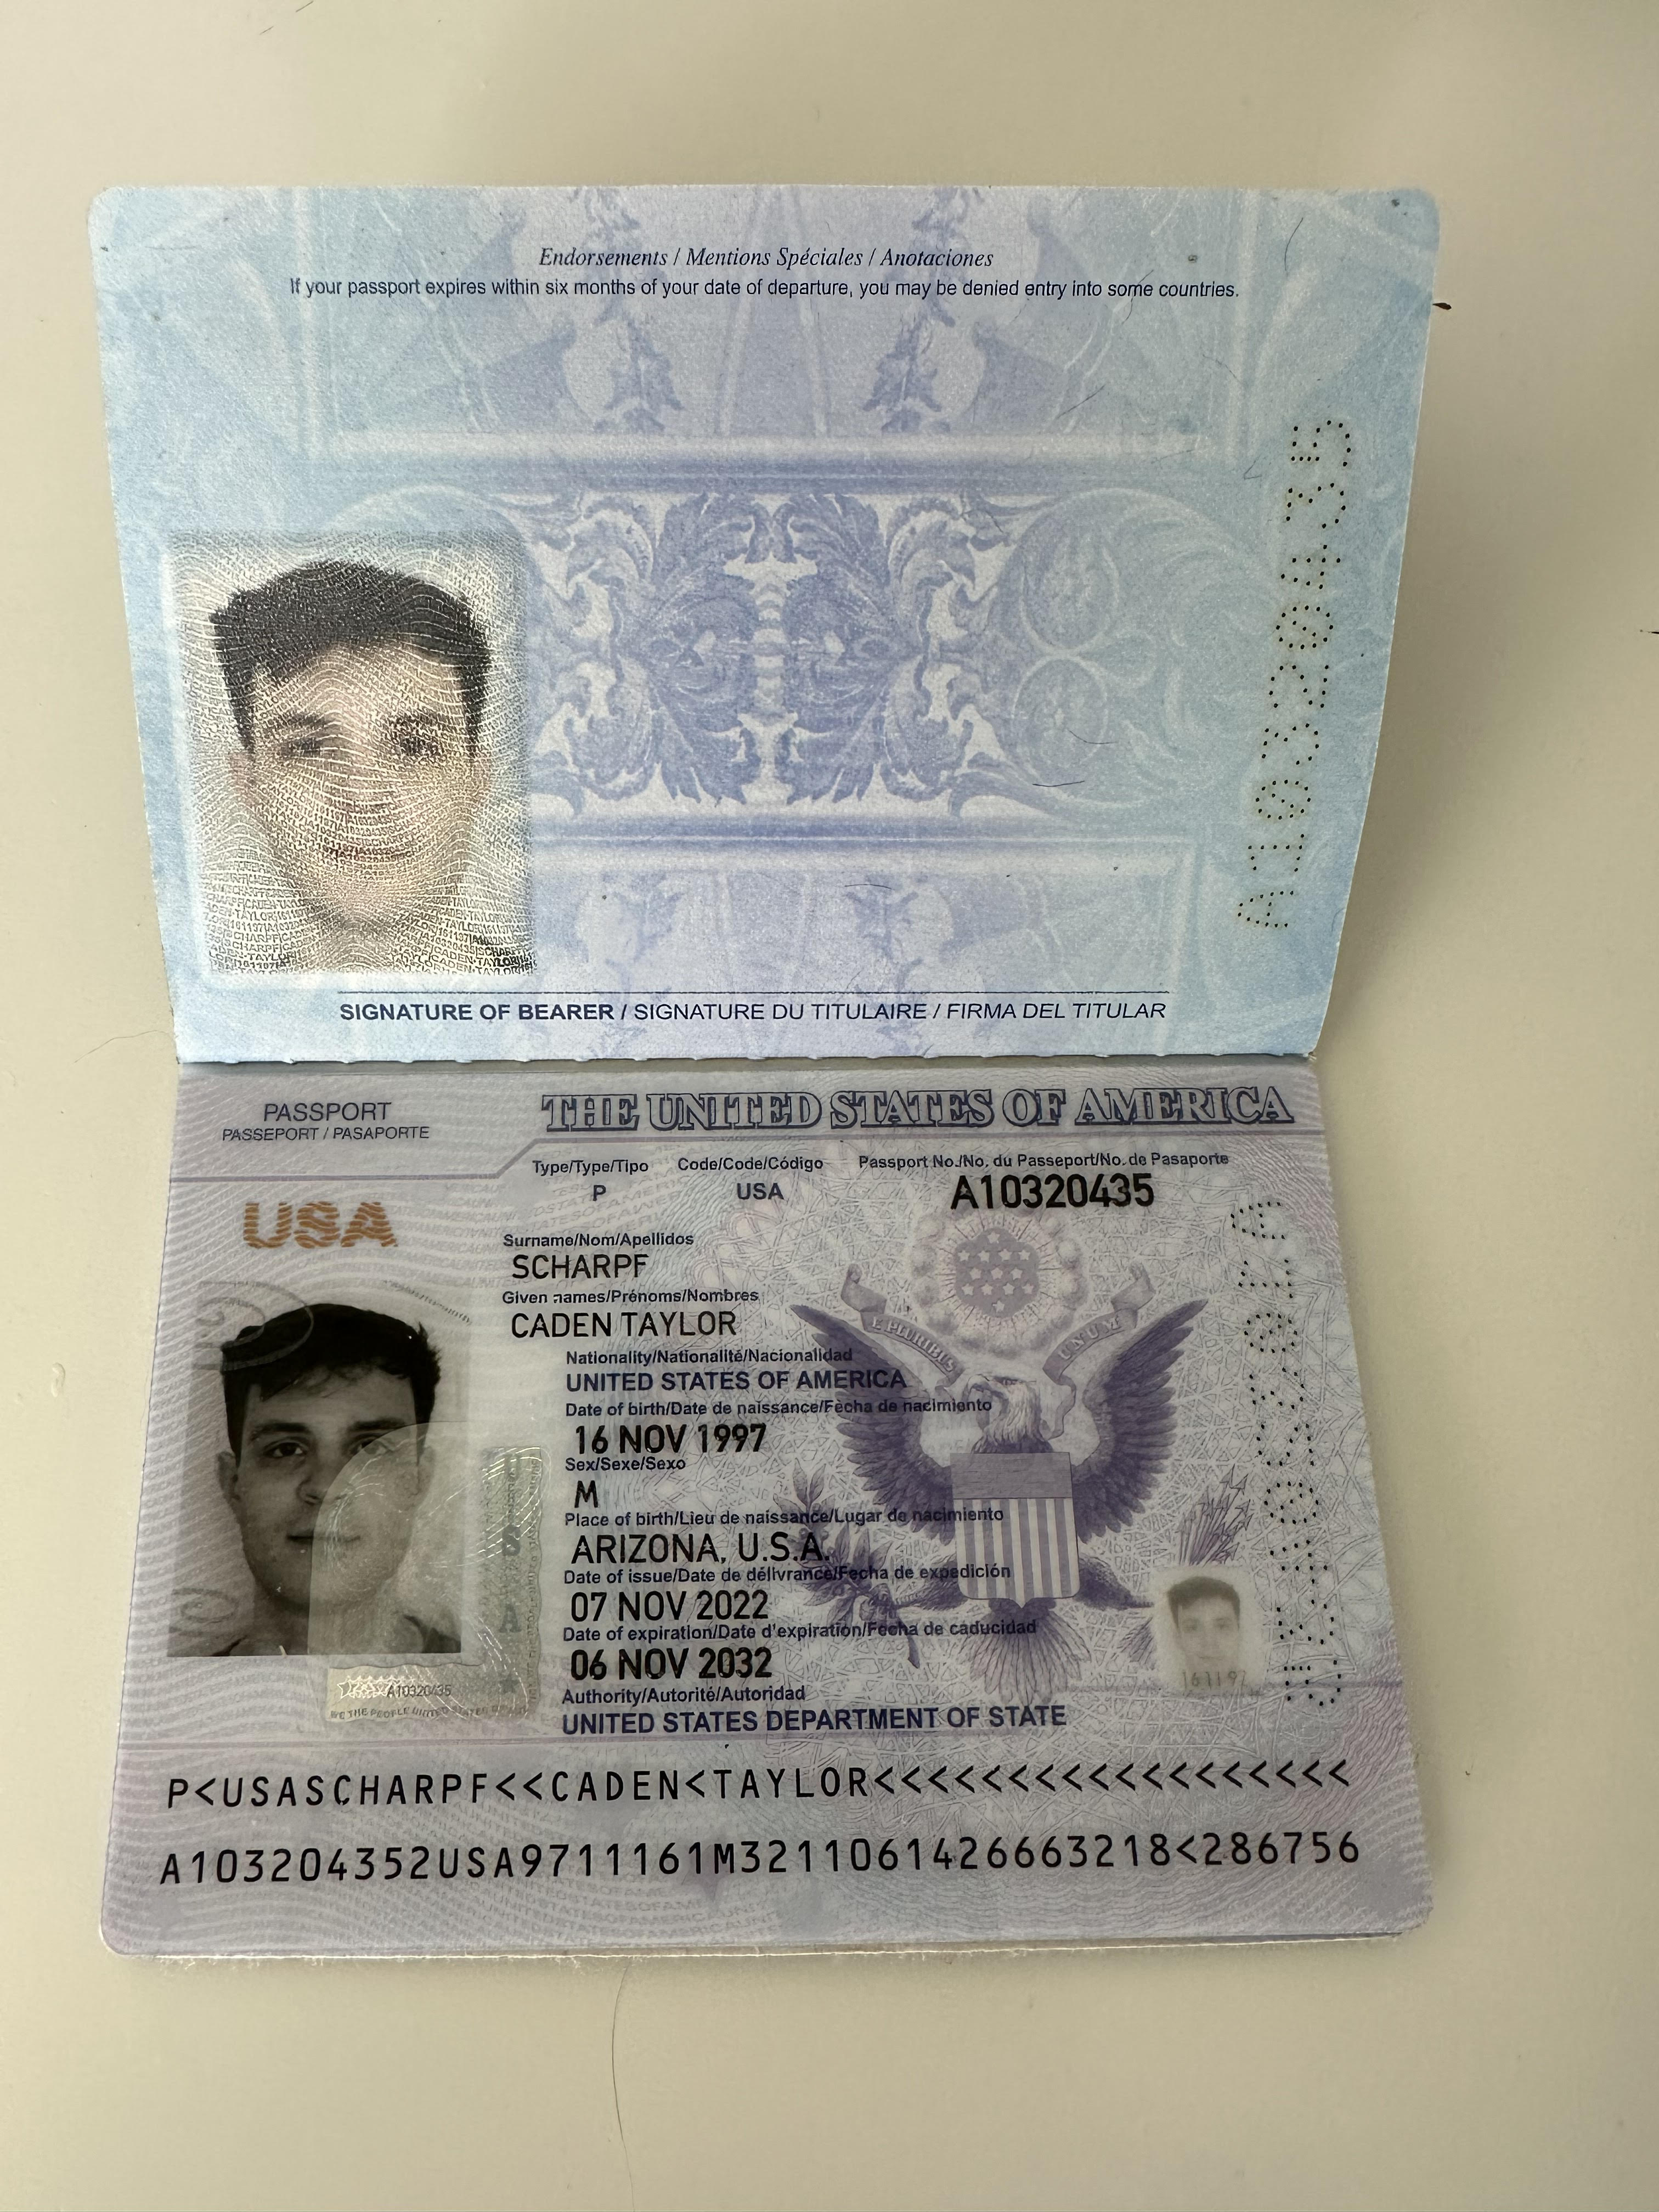 Endorsements / Mentions Spéciales / Anotaciones
If your passport expires within six months of your date of departure, you may be denied entry into some countries.
A10320435
SIGNATURE OF BEARER / SIGNATURE DU TITULAIRE / FIRMA DEL TITULAR
PASSPORT
PASSEPORT / PASAPORTE
THE UNITED STATES OF AMERICA
Type/Type/Tipo Code/Code/Código Passport No./No. du Passeport/No. de Pasaporte
P USA A10320435
USA
Surname/Nom/Apellidos
SCHARPF
Given names/Prénoms/Nombres
CADEN TAYLOR
E PLURIBUS UNUM
Nationality/Nationalité/Nacionalidad
UNITED STATES OF AMERICA
Date of birth/Date de naissance/Fecha de nacimiento
16 NOV 1997
Sex/Sexe/Sexo
M
Place of birth/Lieu de naissance/Lugar de nacimiento
ARIZONA, U.S.A.
Date of issue/Date de délivrance/Fecha de expedición
07 NOV 2022
Date of expiration/Date d'expiration/Fecha de caducidad
06 NOV 2032
Authority/Autorité/Autoridad
UNITED STATES DEPARTMENT OF STATE
A10320435
WE THE PEOPLE UNITED STATES
P<USASCHARPF<<CADEN<TAYLOR<<<<<<<<<<<<<<<<<<
A103204352USA9711161M3211061426663218<286756